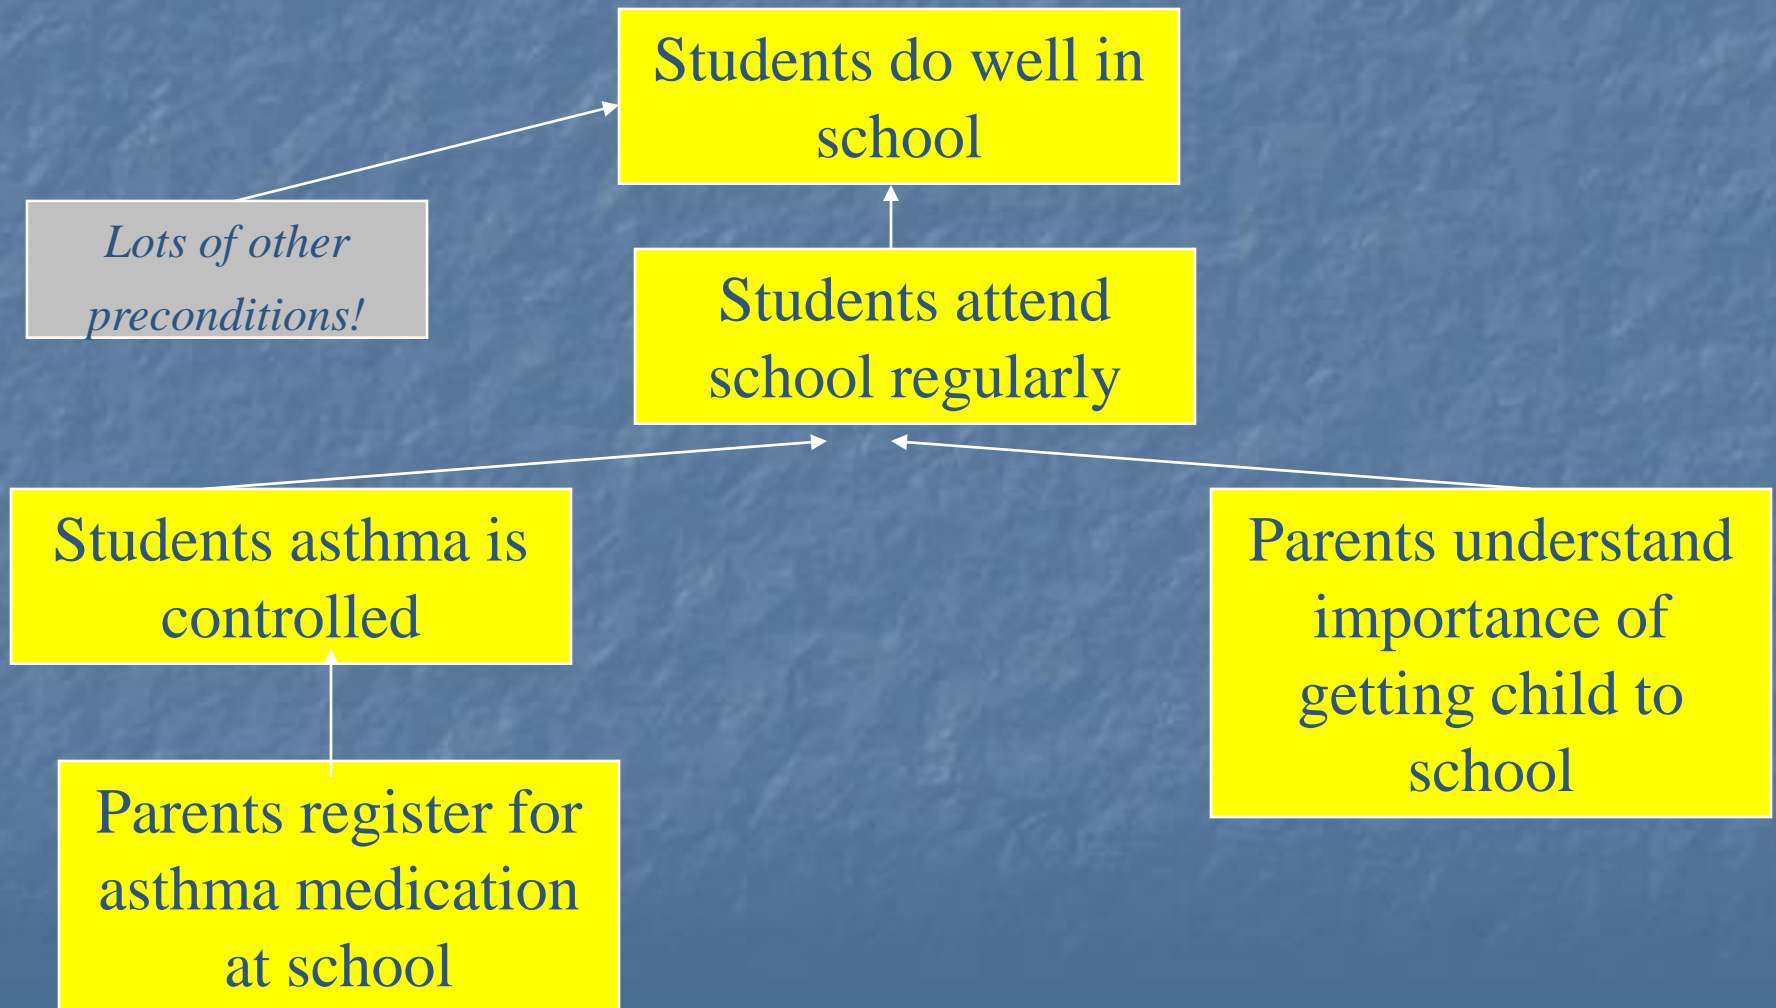 Students do well in
school
Lots of other
preconditions!
Students attend
school regularly
Students asthma is
controlled
Parents understand
importance of
getting child to
school
Parents register for
asthma medication
at school